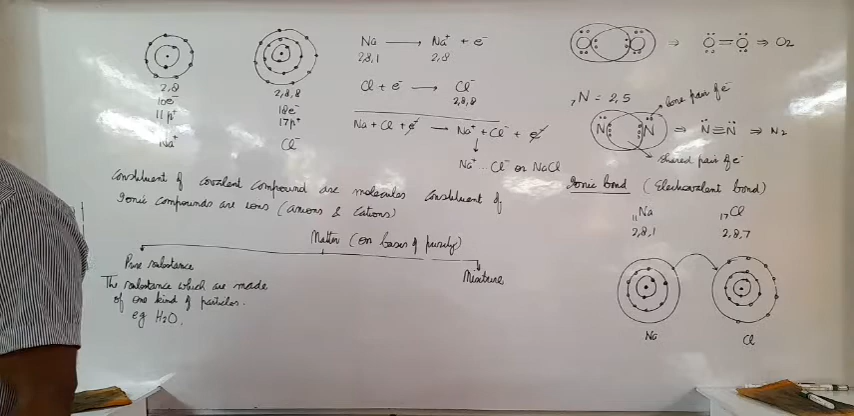 2,8
10e⁻
11p⁺
Na⁺
2,8,8
18e⁻
17p⁺
Cl⁻
Na ⟶ Na⁺ + e⁻
2,8,1 2,8
Cl + e⁻ ⟶ Cl⁻
2,8,8
Na + Cl + e⁻ ⟶ Na⁺ + Cl⁻ + e⁻
Na⁺ .. Cl⁻ or NaCl
O O ⇒ O=O ⇒ O₂
₇N = 2,5
lone pair of e⁻
N N ⇒ N≡N ⇒ N₂
shared pair of e⁻
Constituent of covalent compound are molecules constituent of
Ionic compounds are ions (anions & cations)
Matter (on basis of purity)
Pure substance
The substance which are made
of one kind of particles.
eg H₂O.
Mixture
Ionic bond (Electrovalent bond)
₁₁Na ₁₇Cl
2,8,1 2,8,7
Na Cl